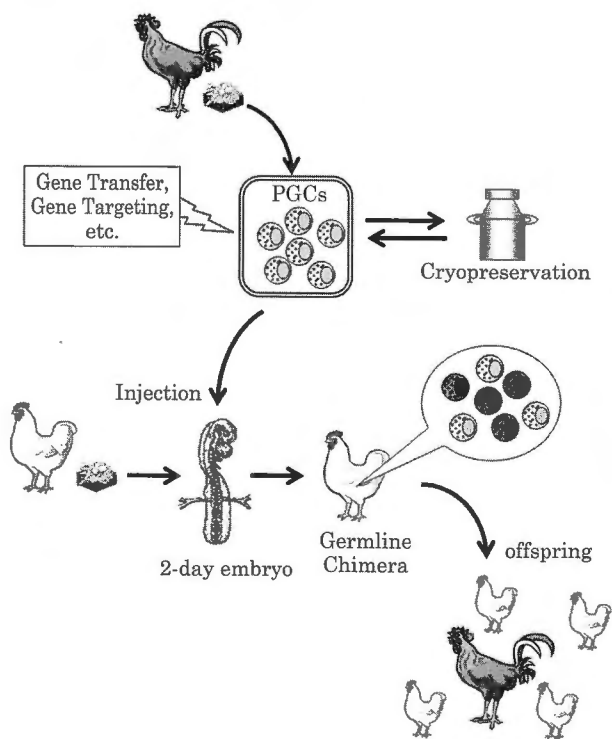 PGCs
Gene Transfer,
Gene Targeting,
etc.
Cryopreservation
Injection
2-day embryo
Germline
Chimera
offspring